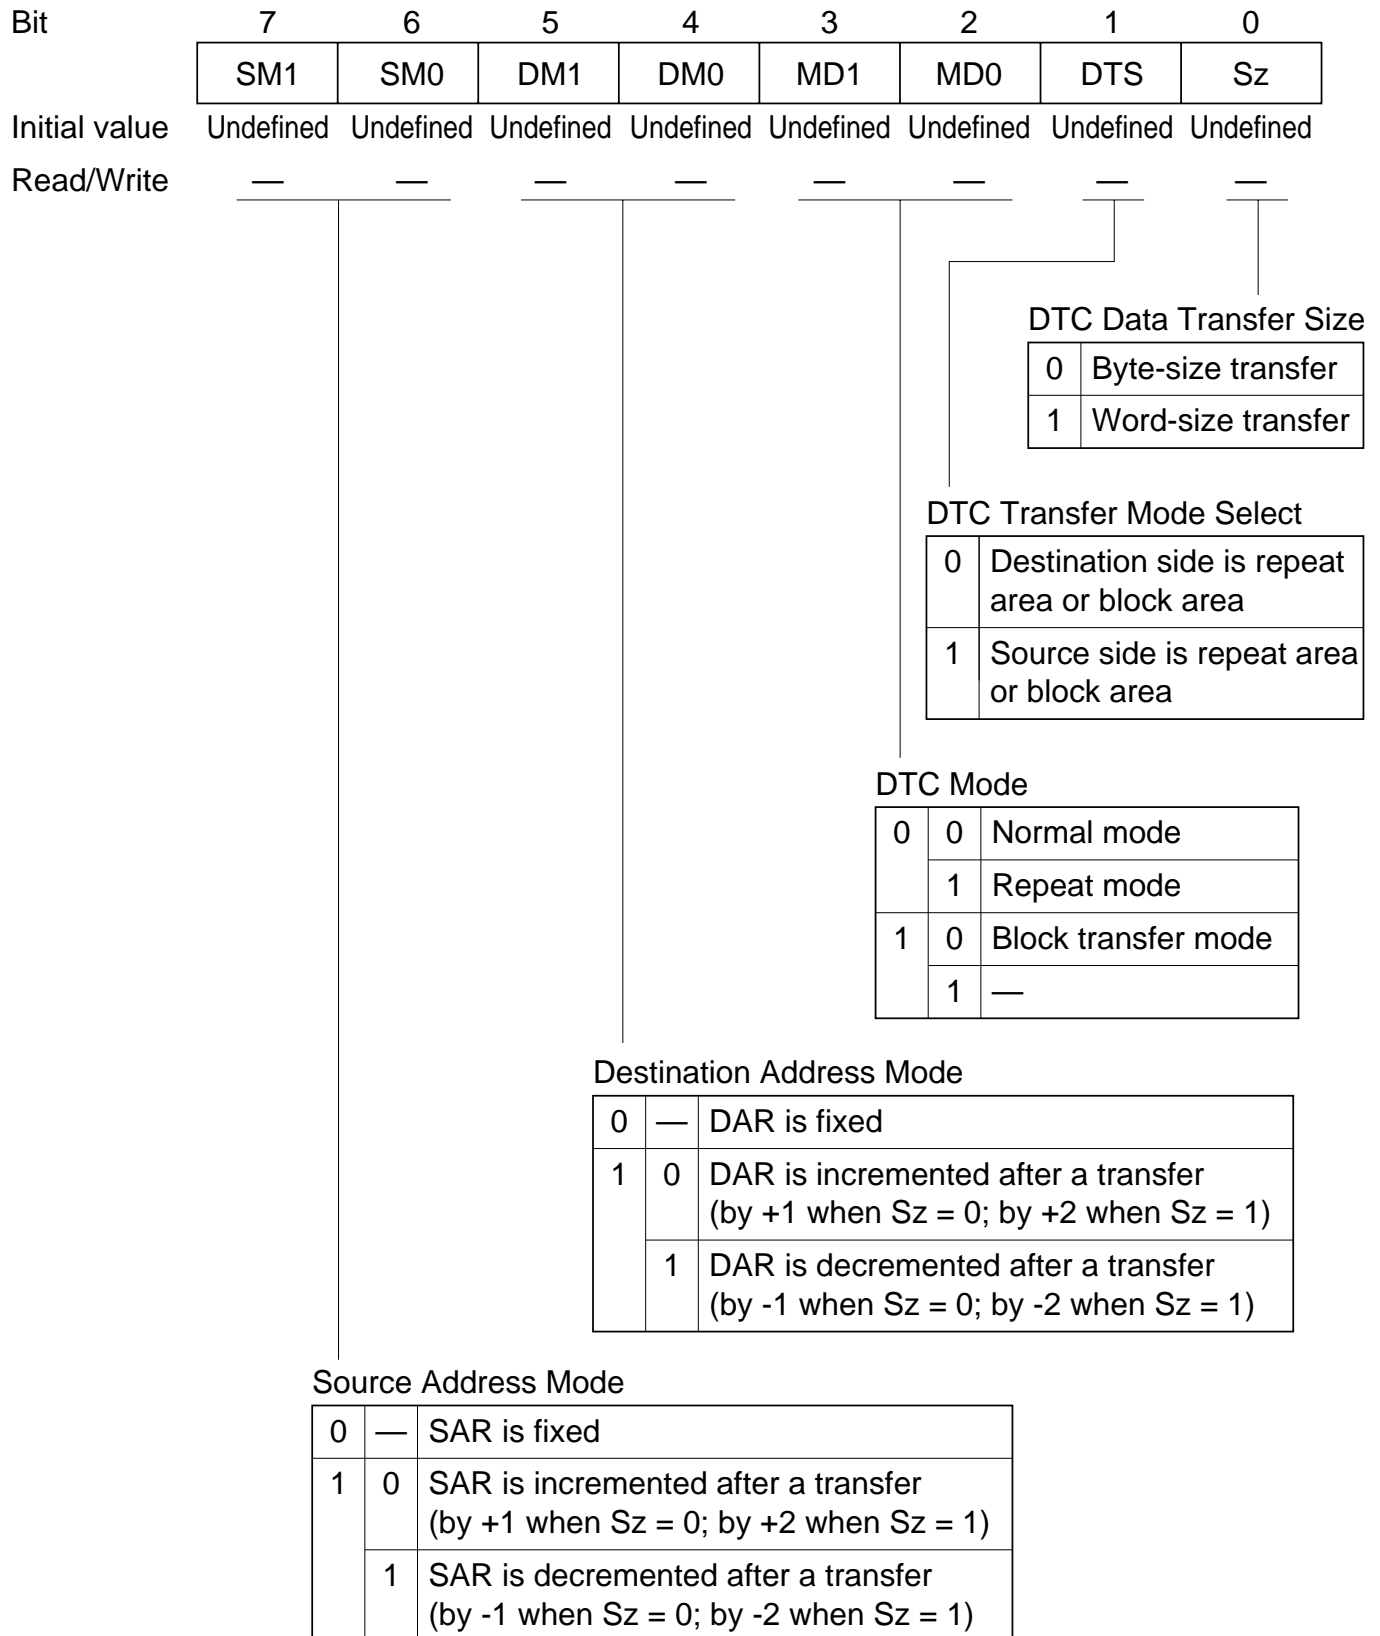 Bit 7 6 5 4 3 2 1 0
SM1 SM0 DM1 DM0 MD1 MD0 DTS Sz
Initial value Undefined Undefined Undefined Undefined Undefined Undefined Undefined Undefined
Read/Write — — — — — — — —
DTC Data Transfer Size
0 Byte-size transfer
1 Word-size transfer
DTC Transfer Mode Select
0 Destination side is repeat
area or block area
1 Source side is repeat area
or block area
DTC Mode
0 0 Normal mode
1 Repeat mode
1 0 Block transfer mode
1 —
Destination Address Mode
0 — DAR is fixed
1 0 DAR is incremented after a transfer
(by +1 when Sz = 0; by +2 when Sz = 1)
1 DAR is decremented after a transfer
(by -1 when Sz = 0; by -2 when Sz = 1)
Source Address Mode
0 — SAR is fixed
1 0 SAR is incremented after a transfer
(by +1 when Sz = 0; by +2 when Sz = 1)
1 SAR is decremented after a transfer
(by -1 when Sz = 0; by -2 when Sz = 1)